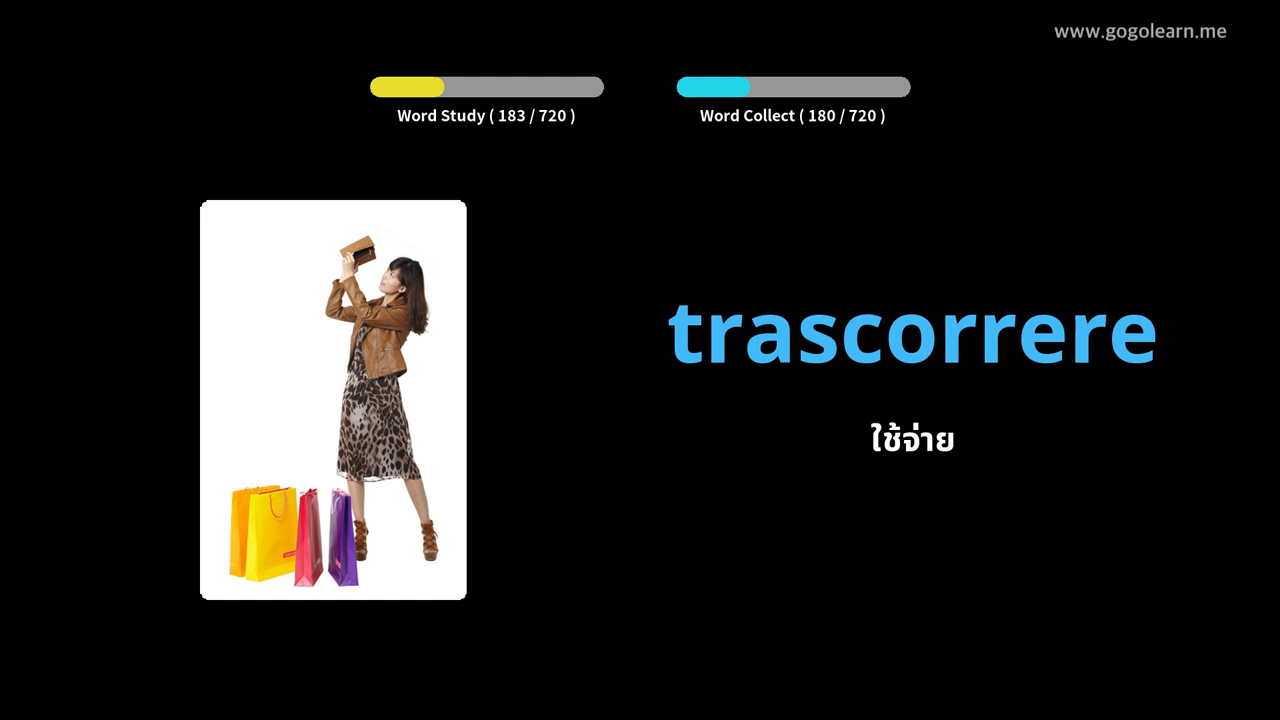 www.gogolearn.me
Word Study ( 183 / 720 )
Word Collect ( 180 / 720 )
trascorrere
ใช้จ่าย